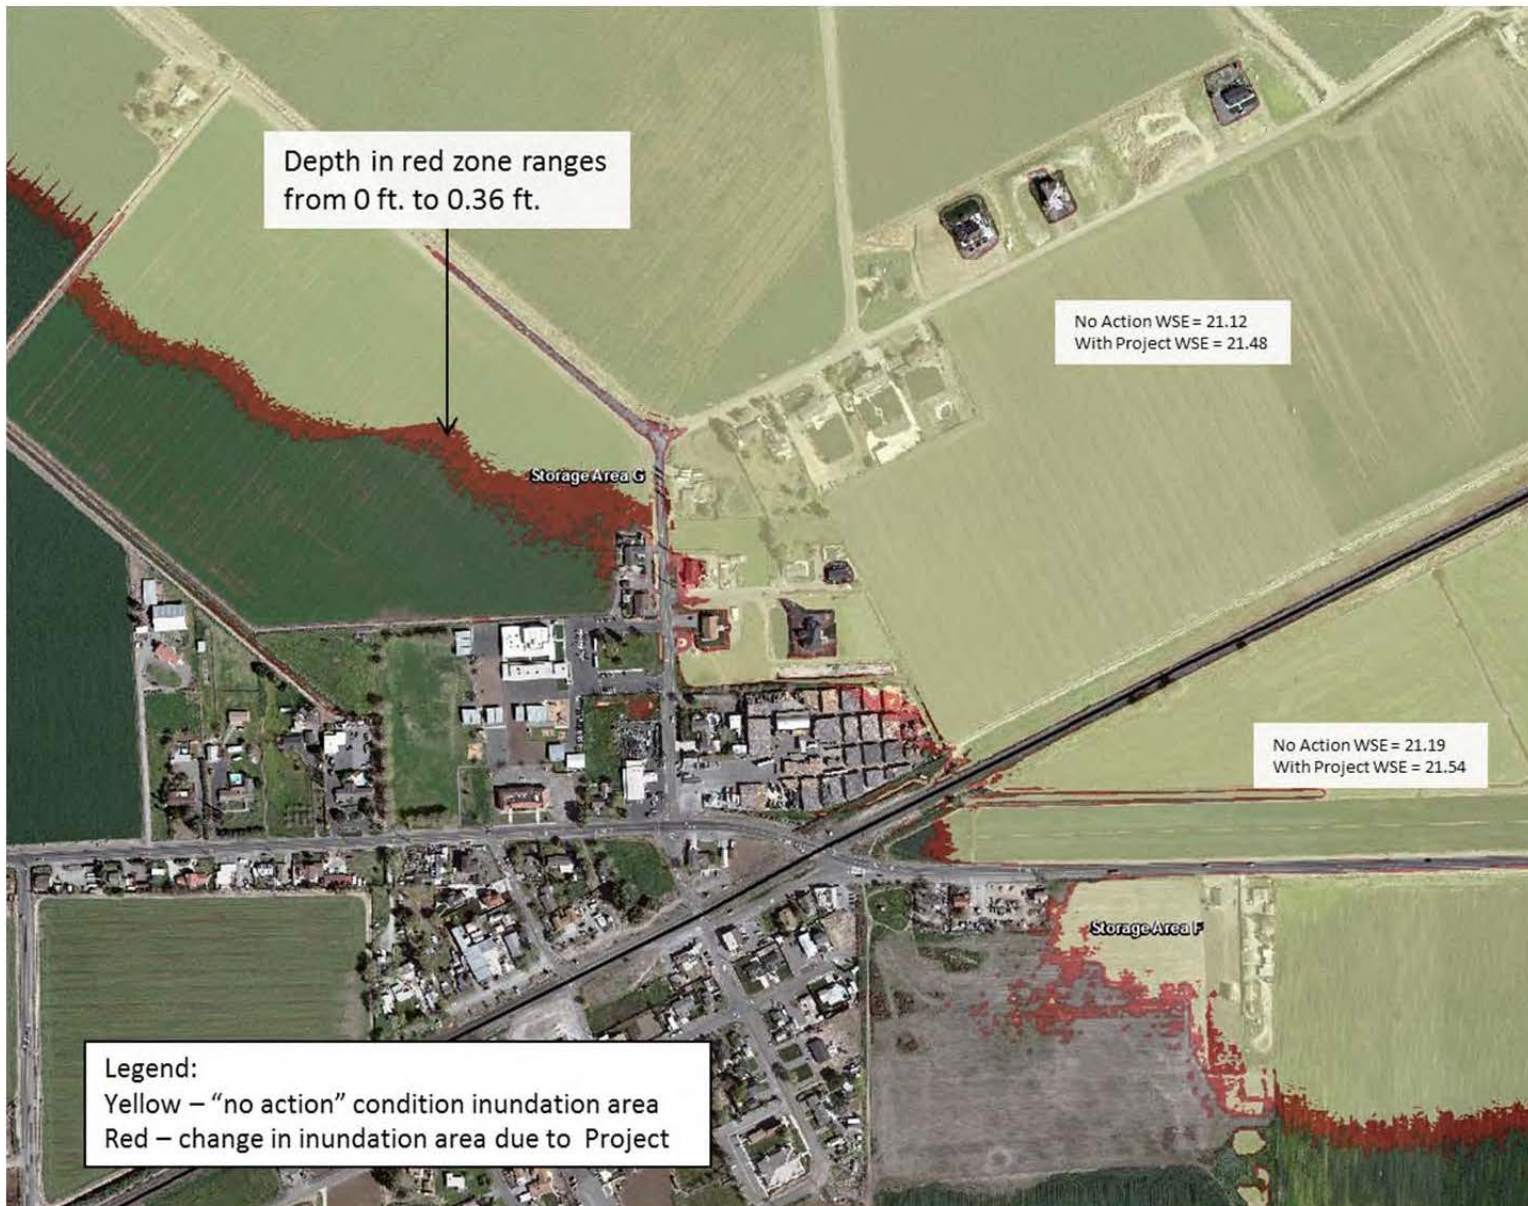 Depth in red zone ranges
from 0 ft. to 0.36 ft.
No Action WSE = 21.12
With Project WSE = 21.48
Storage Area G
No Action WSE = 21.19
With Project WSE = 21.54
Storage Area F
Legend:
Yellow – “no action” condition inundation area
Red – change in inundation area due to Project